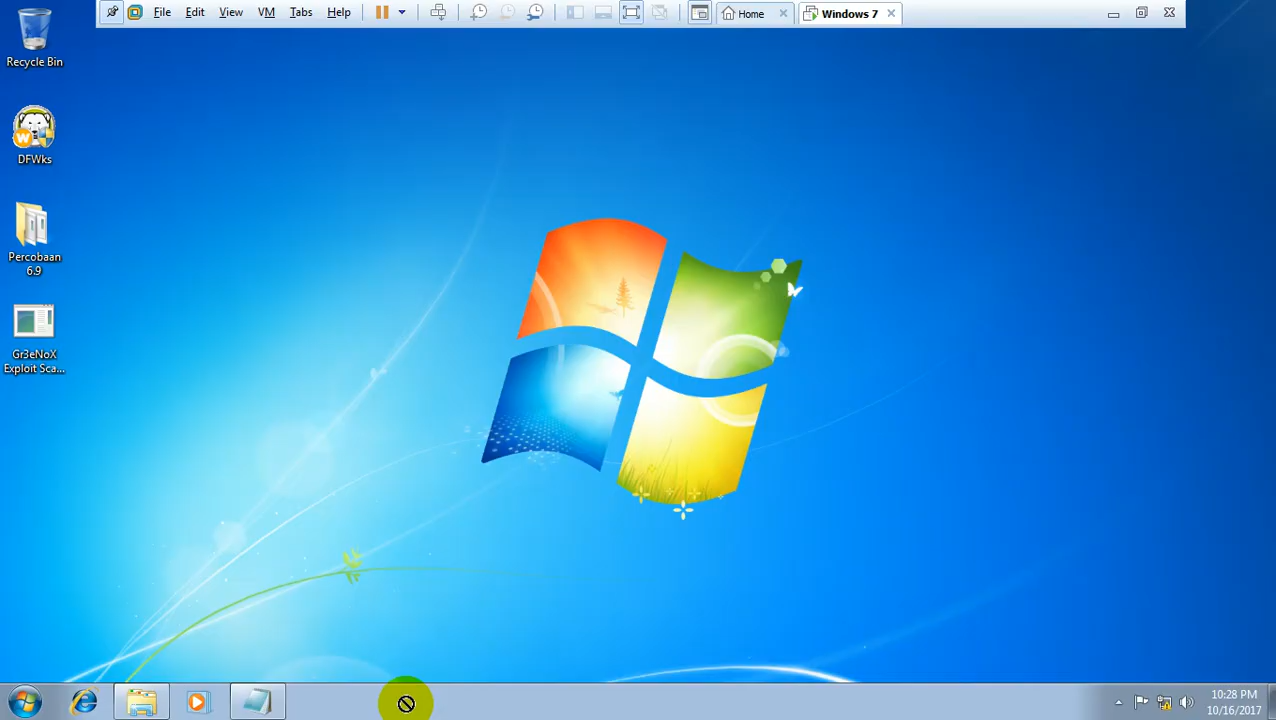 File Edit View VM Tabs Help Home Windows 7
Recycle Bin
W
DFWks
Percobaan
6.9
Gr3eNoX
Exploit Sca...
10:28 PM
10/16/2017